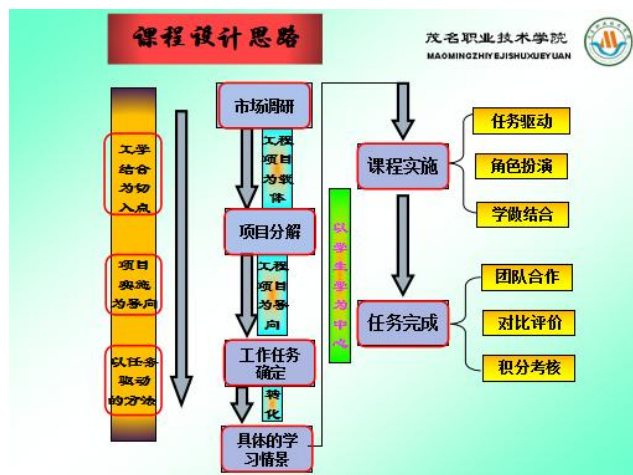 课程设计思路
茂名职业技术学院
MAOMINGZHIYEJISHUXUEYUAN
工学
结合
为切
入点
项目
实施
为导向
以任务
驱动
的方法
市场调研
工程
项目
为载
体
项目分解
工程
项目
为导
向
工作任务
确定
转
化
具体的学
习情景
以学生学为中心
课程实施
任务驱动
角色扮演
学做结合
任务完成
团队合作
对比评价
积分考核